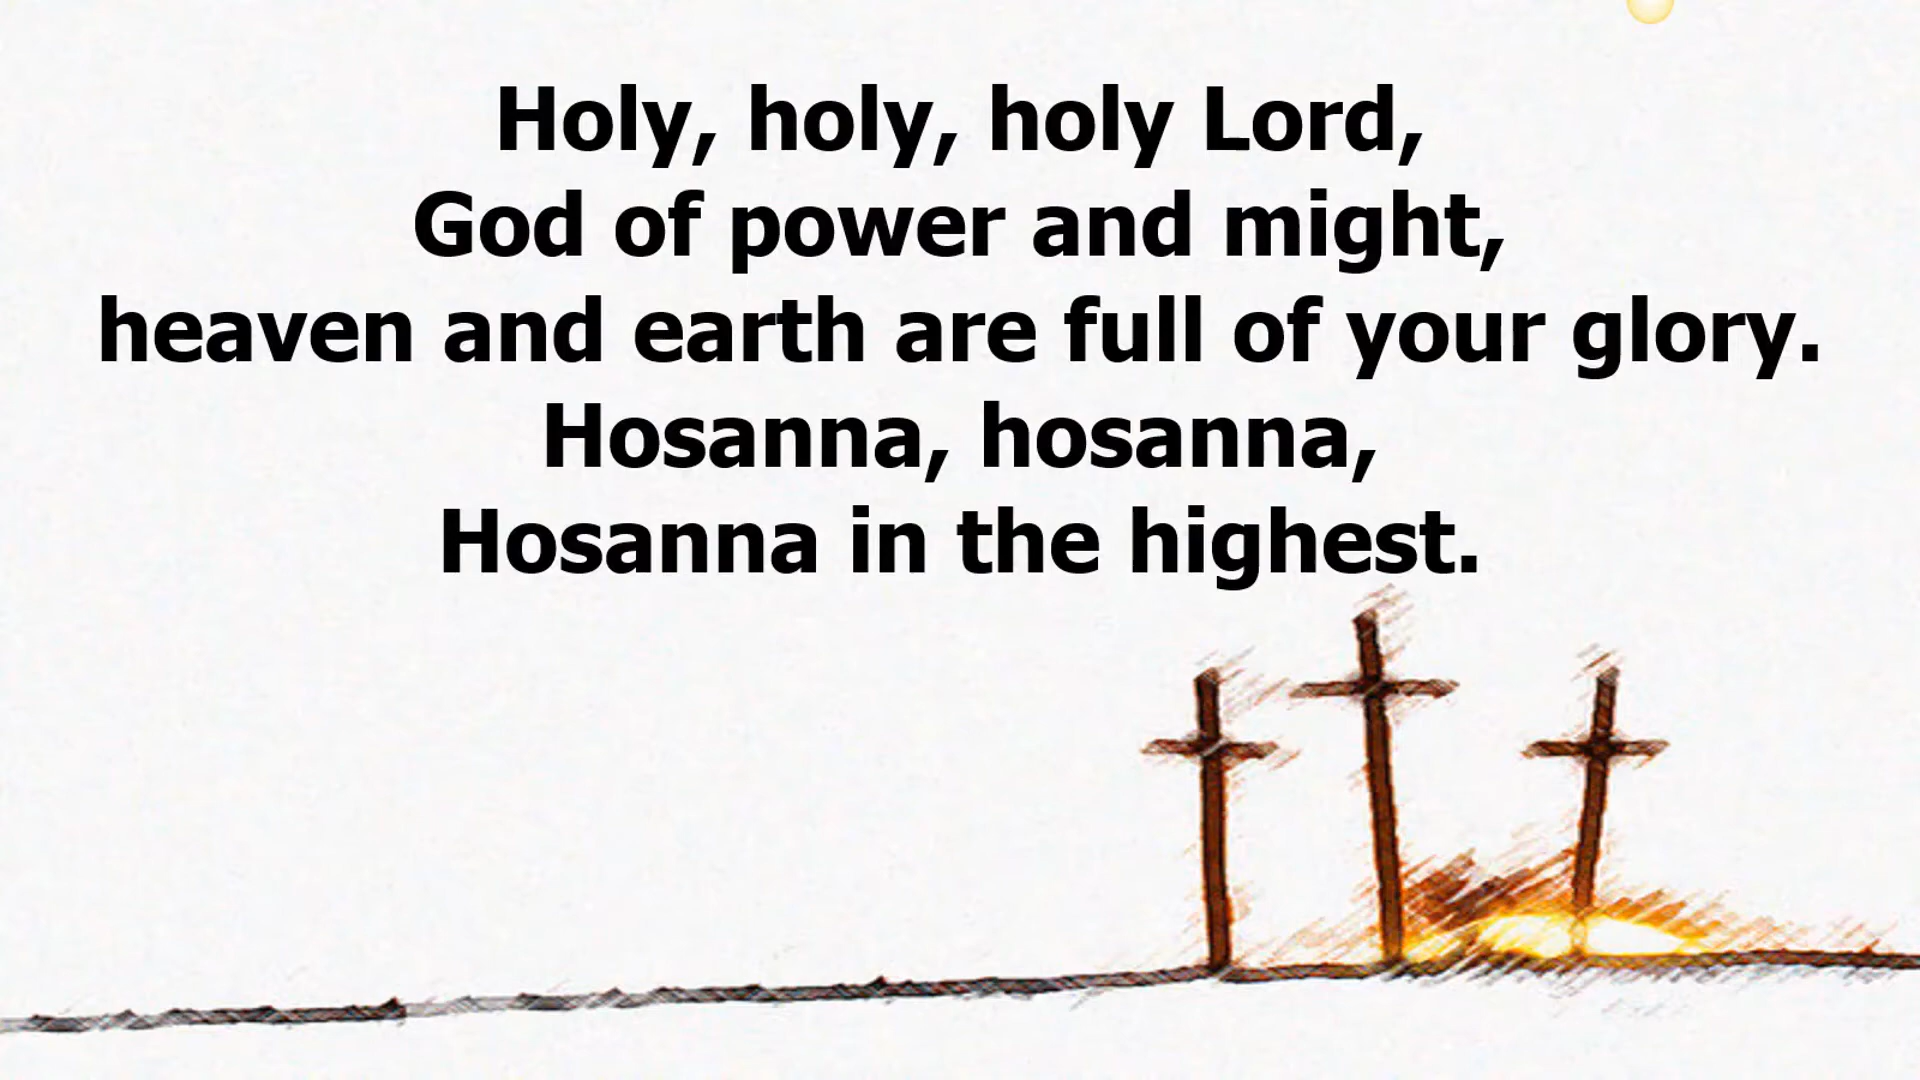 Holy, holy, holy Lord,
God of power and might,
heaven and earth are full of your glory.
Hosanna, hosanna,
Hosanna in the highest.